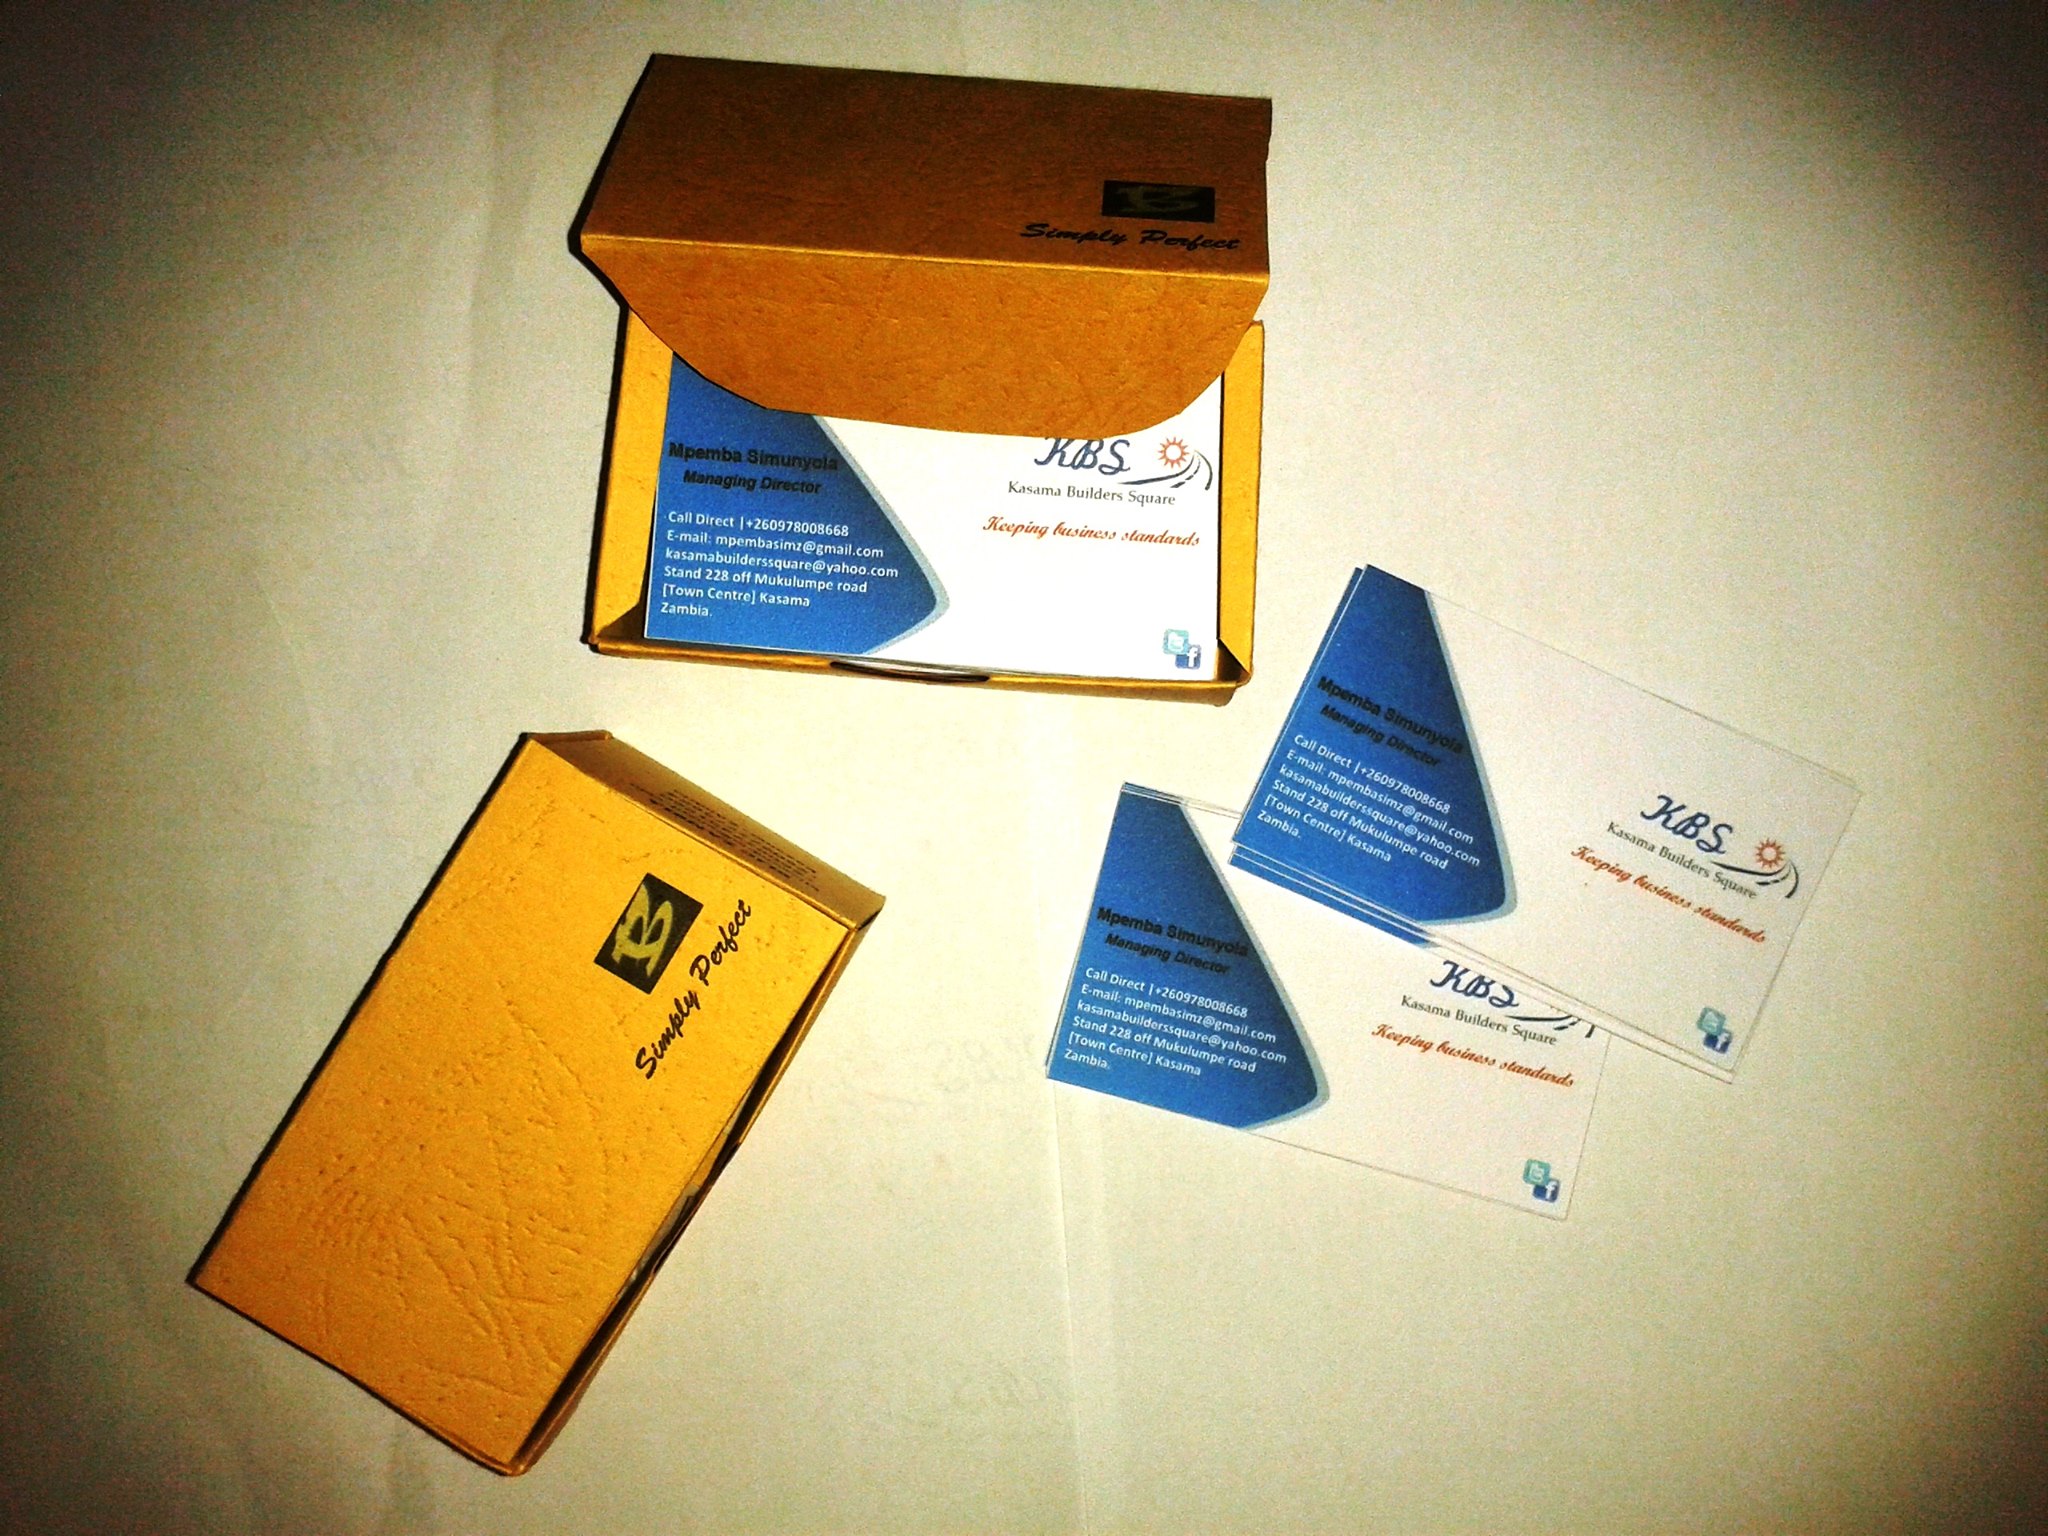 B
Simply Perfect
Mpemba Simunyola
Managing Director
Call Direct |+260978008668
E-mail: mpembasimz@gmail.com
kasamabuilderssquare@yahoo.com
Stand 228 off Mukulumpe road
[Town Centre] Kasama
Zambia.
KBS
Kasama Builders Square
Keeping business standards
t
f
B
Simply Perfect
Mpemba Simunyola
Managing Director
Call Direct |+260978008668
E-mail: mpembasimz@gmail.com
kasamabuilderssquare@yahoo.com
Stand 228 off Mukulumpe road
[Town Centre] Kasama
Zambia.
KBS
Kasama Builders Square
Keeping business standards
t
f
Mpemba Simunyola
Managing Director
Call Direct |+260978008668
E-mail: mpembasimz@gmail.com
kasamabuilderssquare@yahoo.com
Stand 228 off Mukulumpe road
[Town Centre] Kasama
Zambia.
KBS
Kasama Builders Square
Keeping business standards
t
f